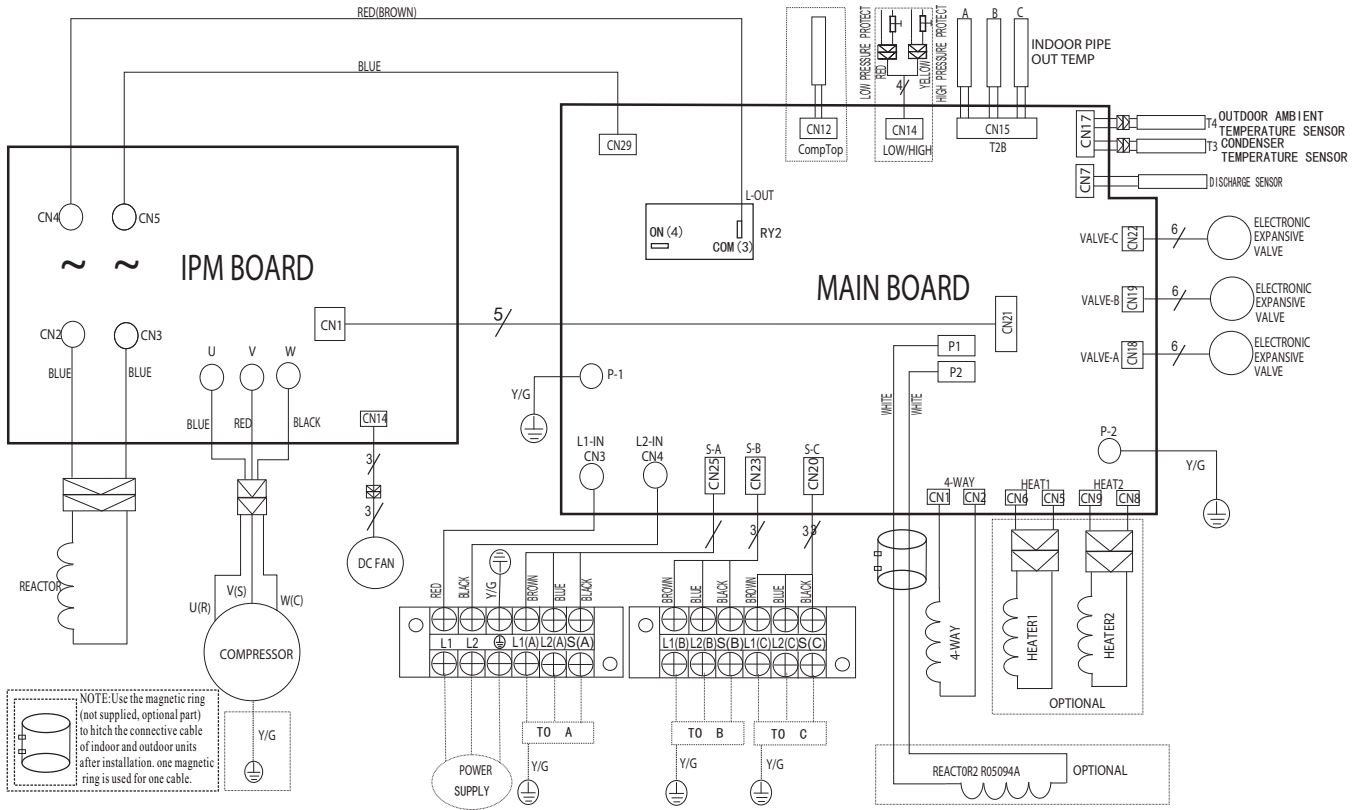 RED(BROWN)
BLUE
LOW PRESSURE PROTECT
RED
4
YELLOW
HIGH PRESSURE PROTECT
A B C
INDOOR PIPE
OUT TEMP
CN12
CompTop
CN14
LOW/HIGH
CN15
T2B
CN17
T4 OUTDOOR AMBIENT
TEMPERATURE SENSOR
T3 CONDENSER
TEMPERATURE SENSOR
CN7
DISCHARGE SENSOR
CN29
L-OUT
ON(4)
COM(3)
RY2
CN4
CN5
~ ~
IPM BOARD
MAIN BOARD
VALVE-C
CN22
6
ELECTRONIC
EXPANSIVE
VALVE
VALVE-B
CN19
6
ELECTRONIC
EXPANSIVE
VALVE
VALVE-A
CN18
6
ELECTRONIC
EXPANSIVE
VALVE
CN2
CN3
CN1
5
CN21
P1
P2
BLUE
BLUE
U V W
BLUE
RED
BLACK
CN14
3
3
DC FAN
P-1
Y/G
WHITE
WHITE
P-2
Y/G
L1-IN
CN3
L2-IN
CN4
S-A
CN25
S-B
CN23
S-C
CN20
3
33
4-WAY
CN1 CN2
HEAT1
CN6 CN5
HEAT2
CN9 CN8
REACTOR
U(R)
V(S)
W(C)
COMPRESSOR
Y/G
RED
BLACK
Y/G
BROWN
BLUE
BLACK
L1 L2 L1(A) L2(A) S(A)
BROWN
BLUE
BLACK
BROWN
BLUE
BLACK
L1(B) L2(B) S(B) L1(C) L2(C) S(C)
4-WAY
HEATER1
HEATER2
OPTIONAL
POWER
SUPPLY
TO A
Y/G
TO B
Y/G
TO C
Y/G
REACTOR2 R05094A
OPTIONAL
NOTE:Use the magnetic ring
(not supplied, optional part)
to hitch the connective cable
of indoor and outdoor units
after installation. one magnetic
ring is used for one cable.